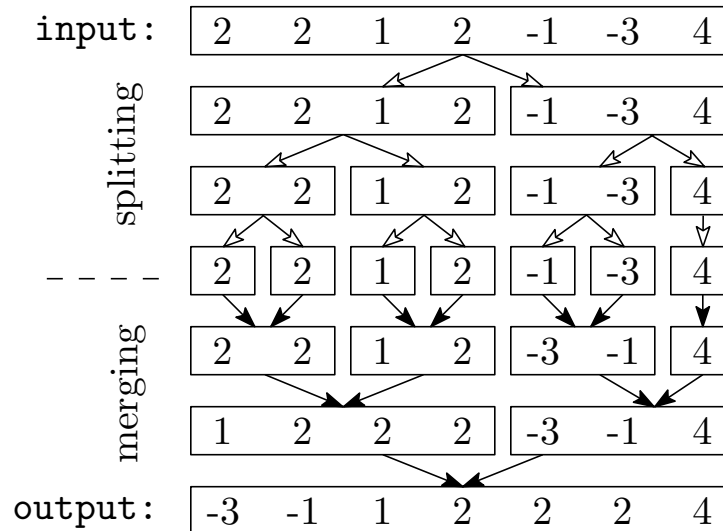 input: 2 2 1 2 -1 -3 4
splitting
2 2 1 2 -1 -3 4
2 2 1 2 -1 -3 4
2 2 1 2 -1 -3 4
merging
2 2 1 2 -3 -1 4
1 2 2 2 -3 -1 4
output: -3 -1 1 2 2 2 4